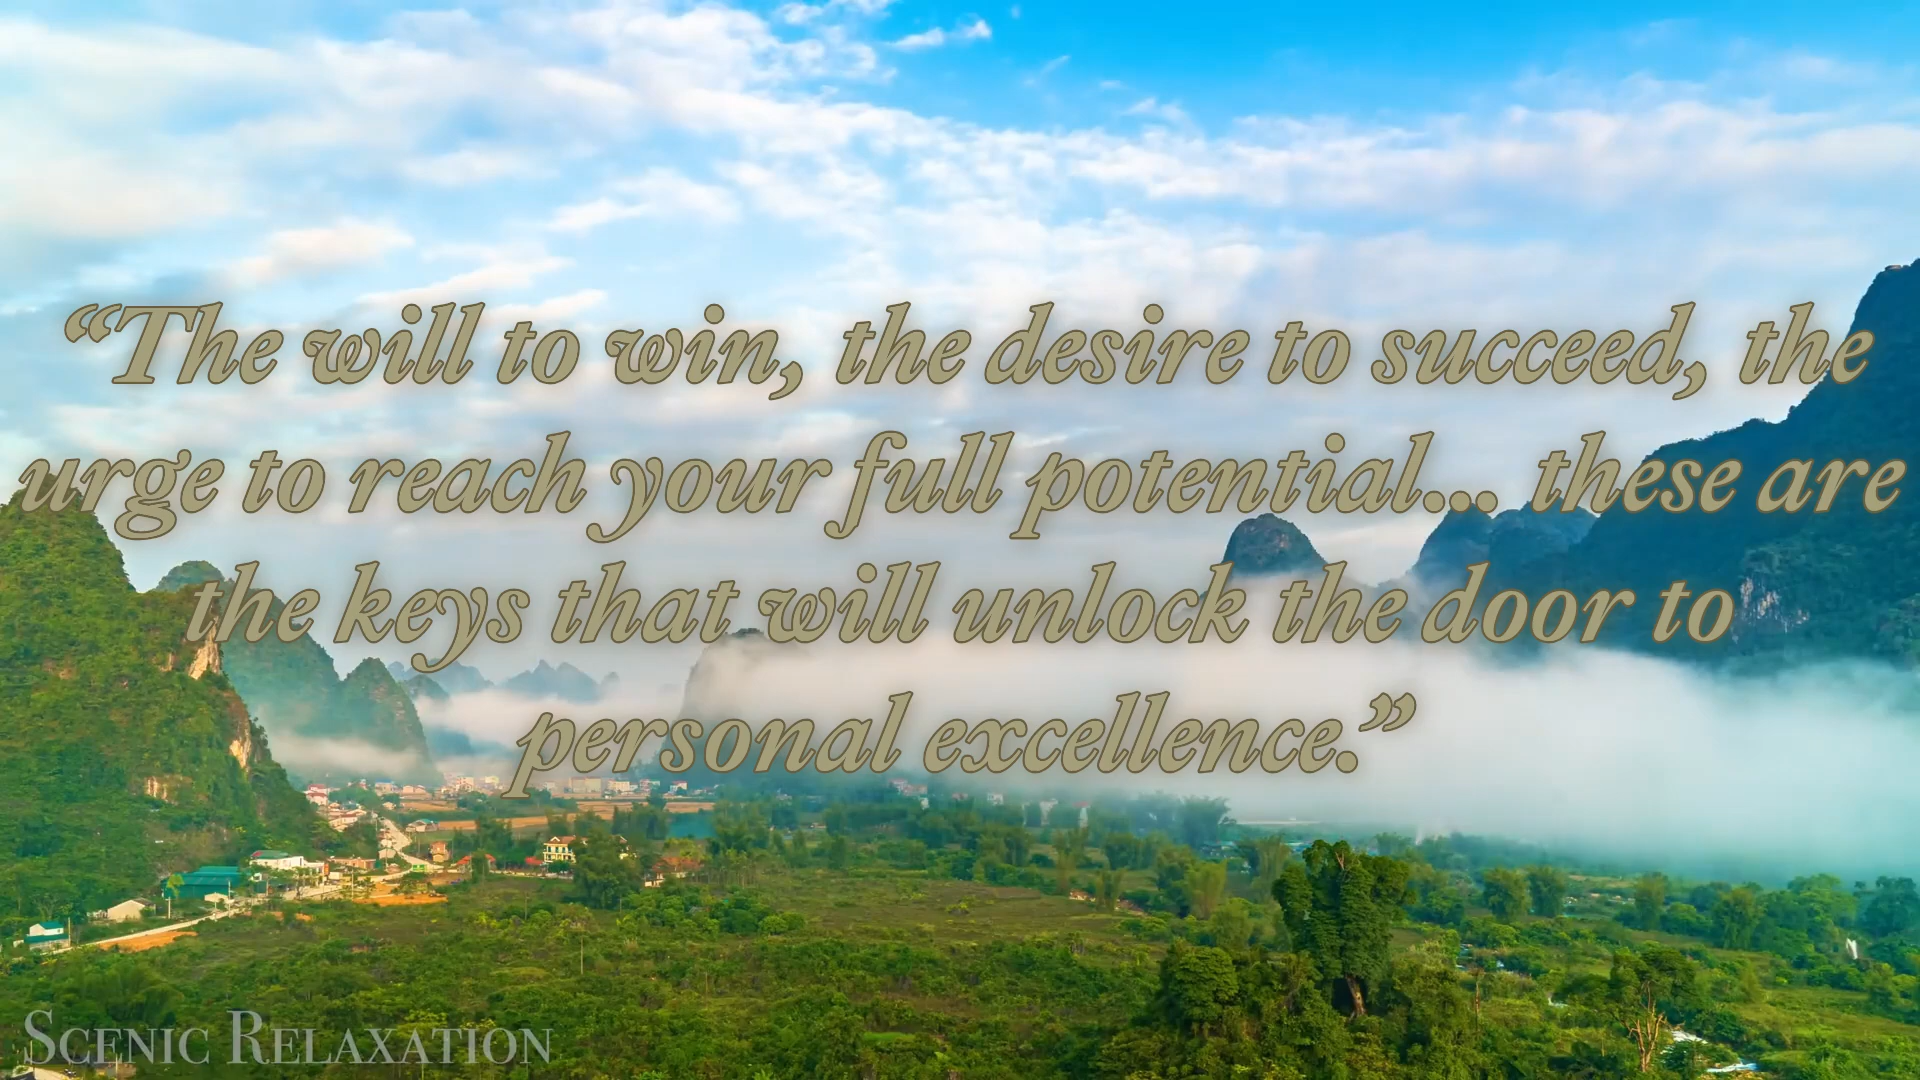 “The will to win, the desire to succeed, the
urge to reach your full potential... these are
the keys that will unlock the door to
personal excellence.”
Scenic Relaxation